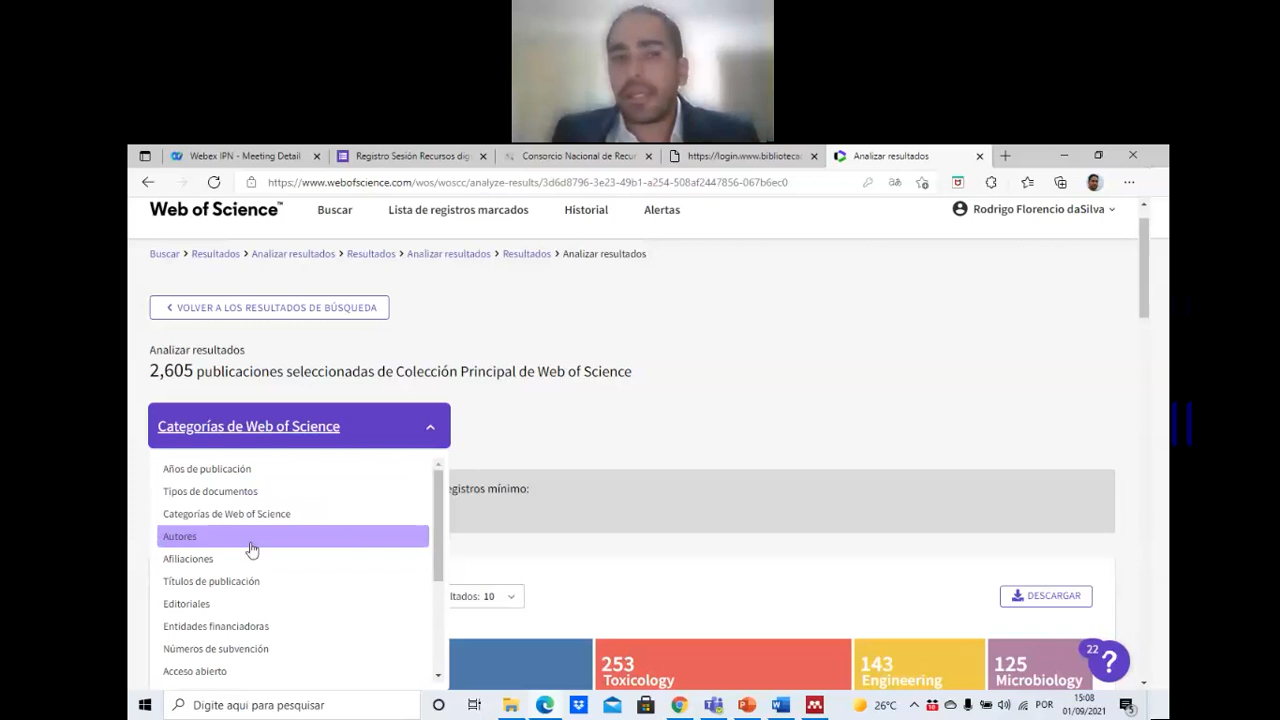 Webex IPN - Meeting Detail
Registro Sesión Recursos dig
Consorcio Nacional de Recur
https://login.www.biblioteca
Analizar resultados
https://www.webofscience.com/wos/woscc/analyze-results/3d6d8796-3e23-49b1-a254-508af2447856-067b6ec0
Web of Science™
Buscar
Lista de registros marcados
Historial
Alertas
Rodrigo Florencio daSilva
Buscar > Resultados > Analizar resultados > Resultados > Analizar resultados > Resultados > Analizar resultados
VOLVER A LOS RESULTADOS DE BÚSQUEDA
Analizar resultados
2,605 publicaciones seleccionadas de Colección Principal de Web of Science
Categorías de Web of Science
Años de publicación
Tipos de documentos
Categorías de Web of Science
Autores
Afiliaciones
Títulos de publicación
Editoriales
Entidades financiadoras
Números de subvención
Acceso abierto
egistros mínimo:
ltados: 10
DESCARGAR
253
Toxicology
143
Engineering
125
Microbiology
22
?
Digite aqui para pesquisar
26°C
POR
15:08
01/09/2021